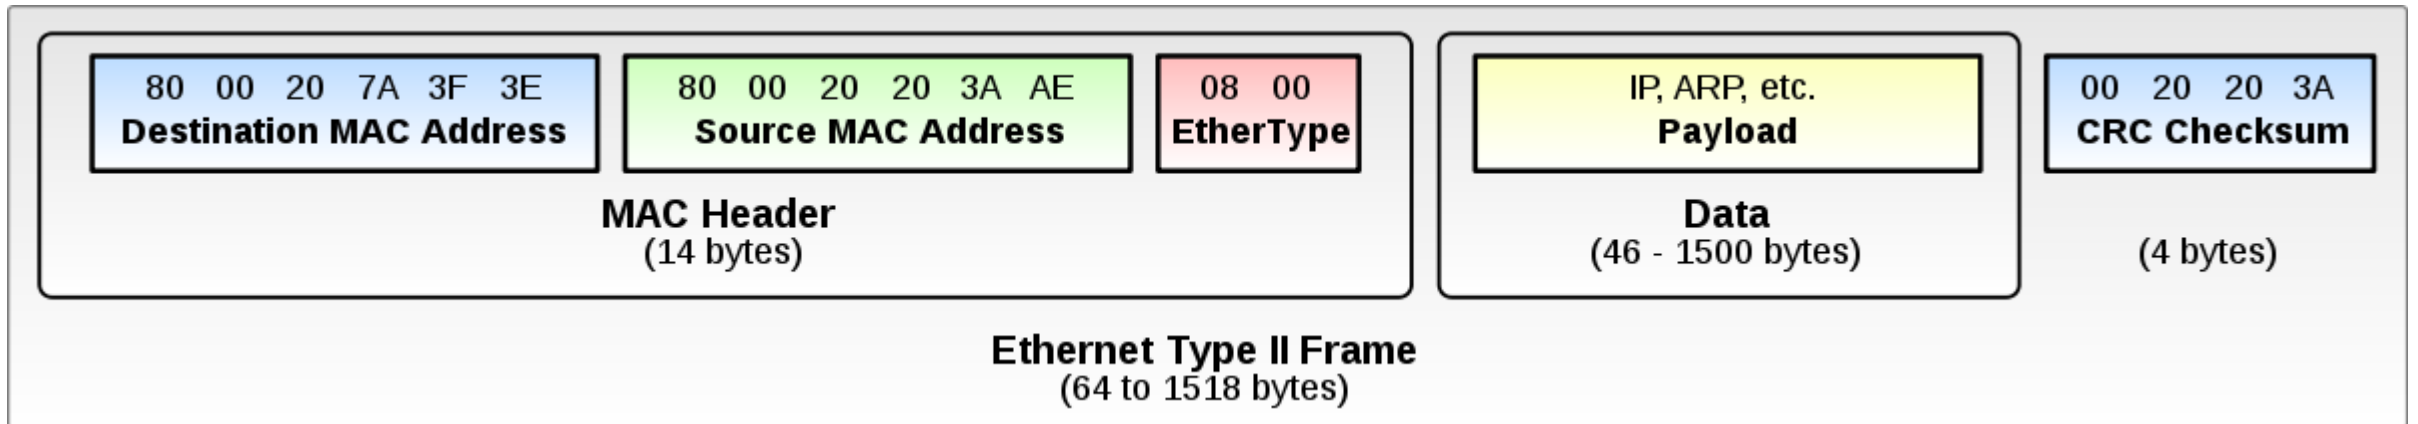 80 00 20 7A 3F 3E
Destination MAC Address
80 00 20 20 3A AE
Source MAC Address
08 00
EtherType
MAC Header
(14 bytes)
IP, ARP, etc.
Payload
Data
(46 - 1500 bytes)
00 20 20 3A
CRC Checksum
(4 bytes)
Ethernet Type II Frame
(64 to 1518 bytes)